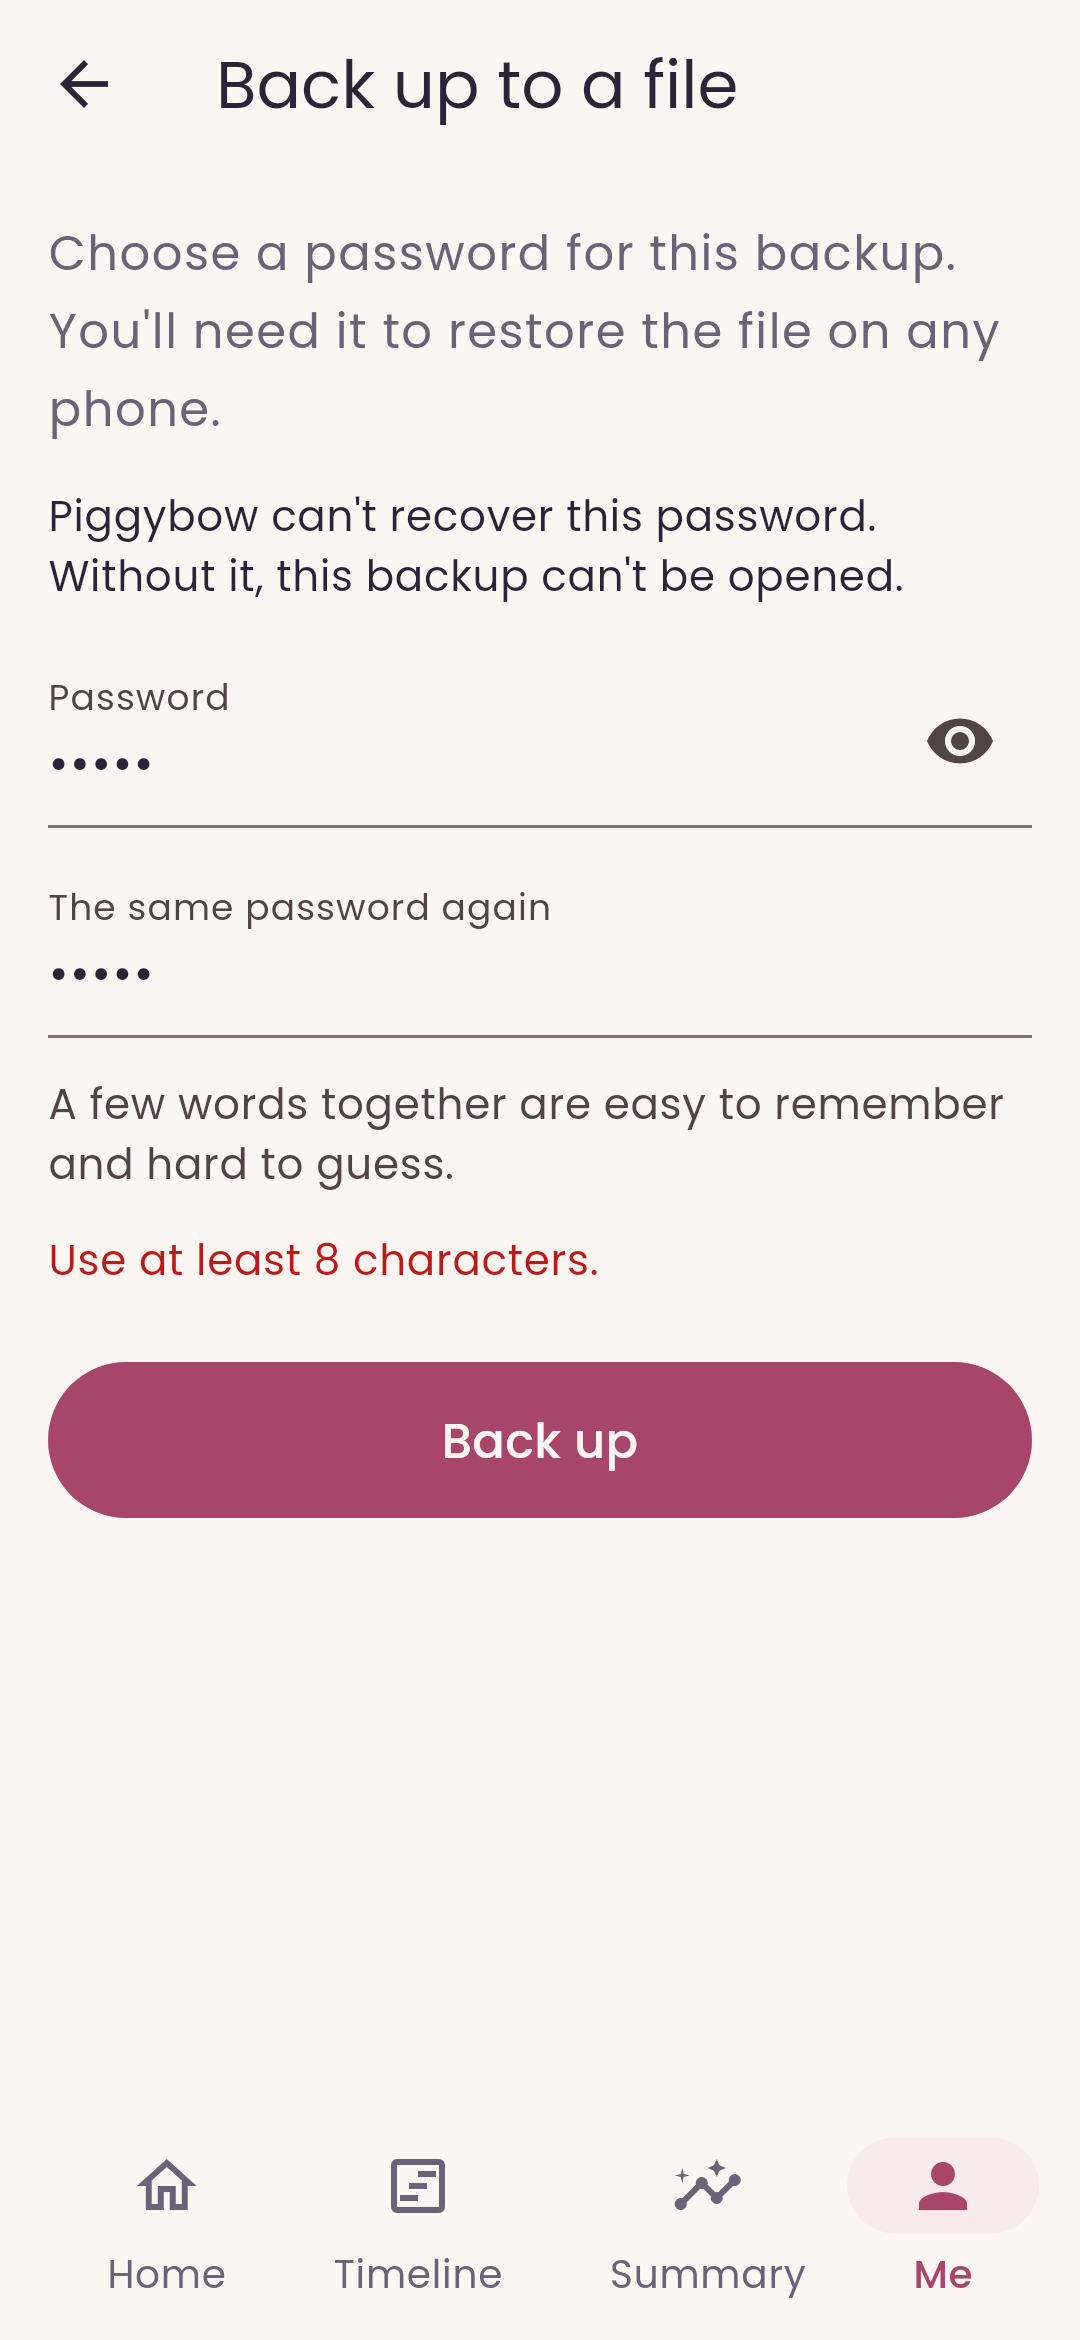 Back up to a file
Choose a password for this backup.
You'll need it to restore the file on any
phone.
Piggybow can't recover this password.
Without it, this backup can't be opened.
Password
•••••
The same password again
•••••
A few words together are easy to remember
and hard to guess.
Use at least 8 characters.
Back up
Home
Timeline
Summary
Me